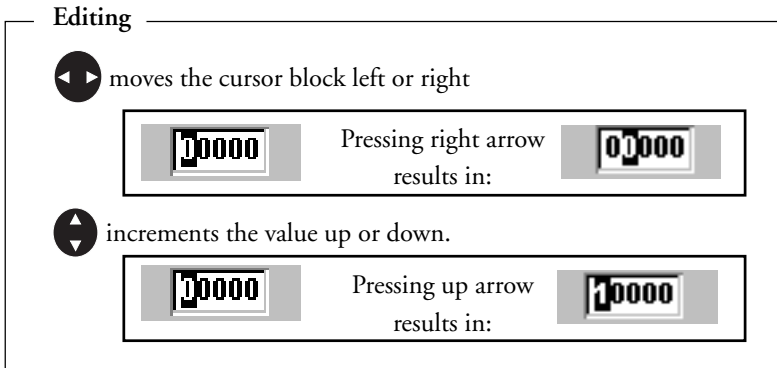 Editing
moves the cursor block left or right
00000 Pressing right arrow 00000
results in:
increments the value up or down.
00000 Pressing up arrow 10000
results in: